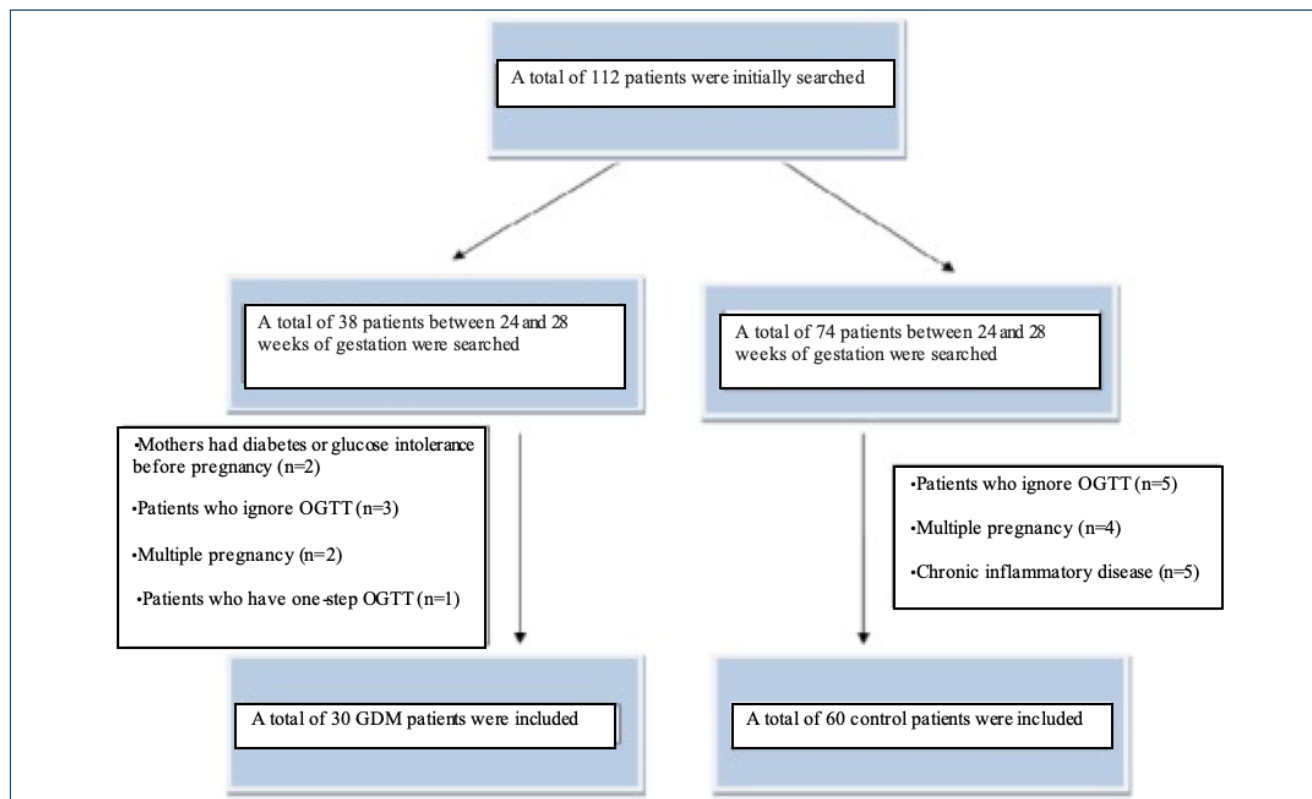 A total of 112 patients were initially searched
A total of 38 patients between 24 and 28
weeks of gestation were searched
A total of 74 patients between 24 and 28
weeks of gestation were searched
•Mothers had diabetes or glucose intolerance
before pregnancy (n=2)
•Patients who ignore OGTT (n=3)
•Multiple pregnancy (n=2)
•Patients who have one-step OGTT (n=1)
•Patients who ignore OGTT (n=5)
•Multiple pregnancy (n=4)
•Chronic inflammatory disease (n=5)
A total of 30 GDM patients were included
A total of 60 control patients were included